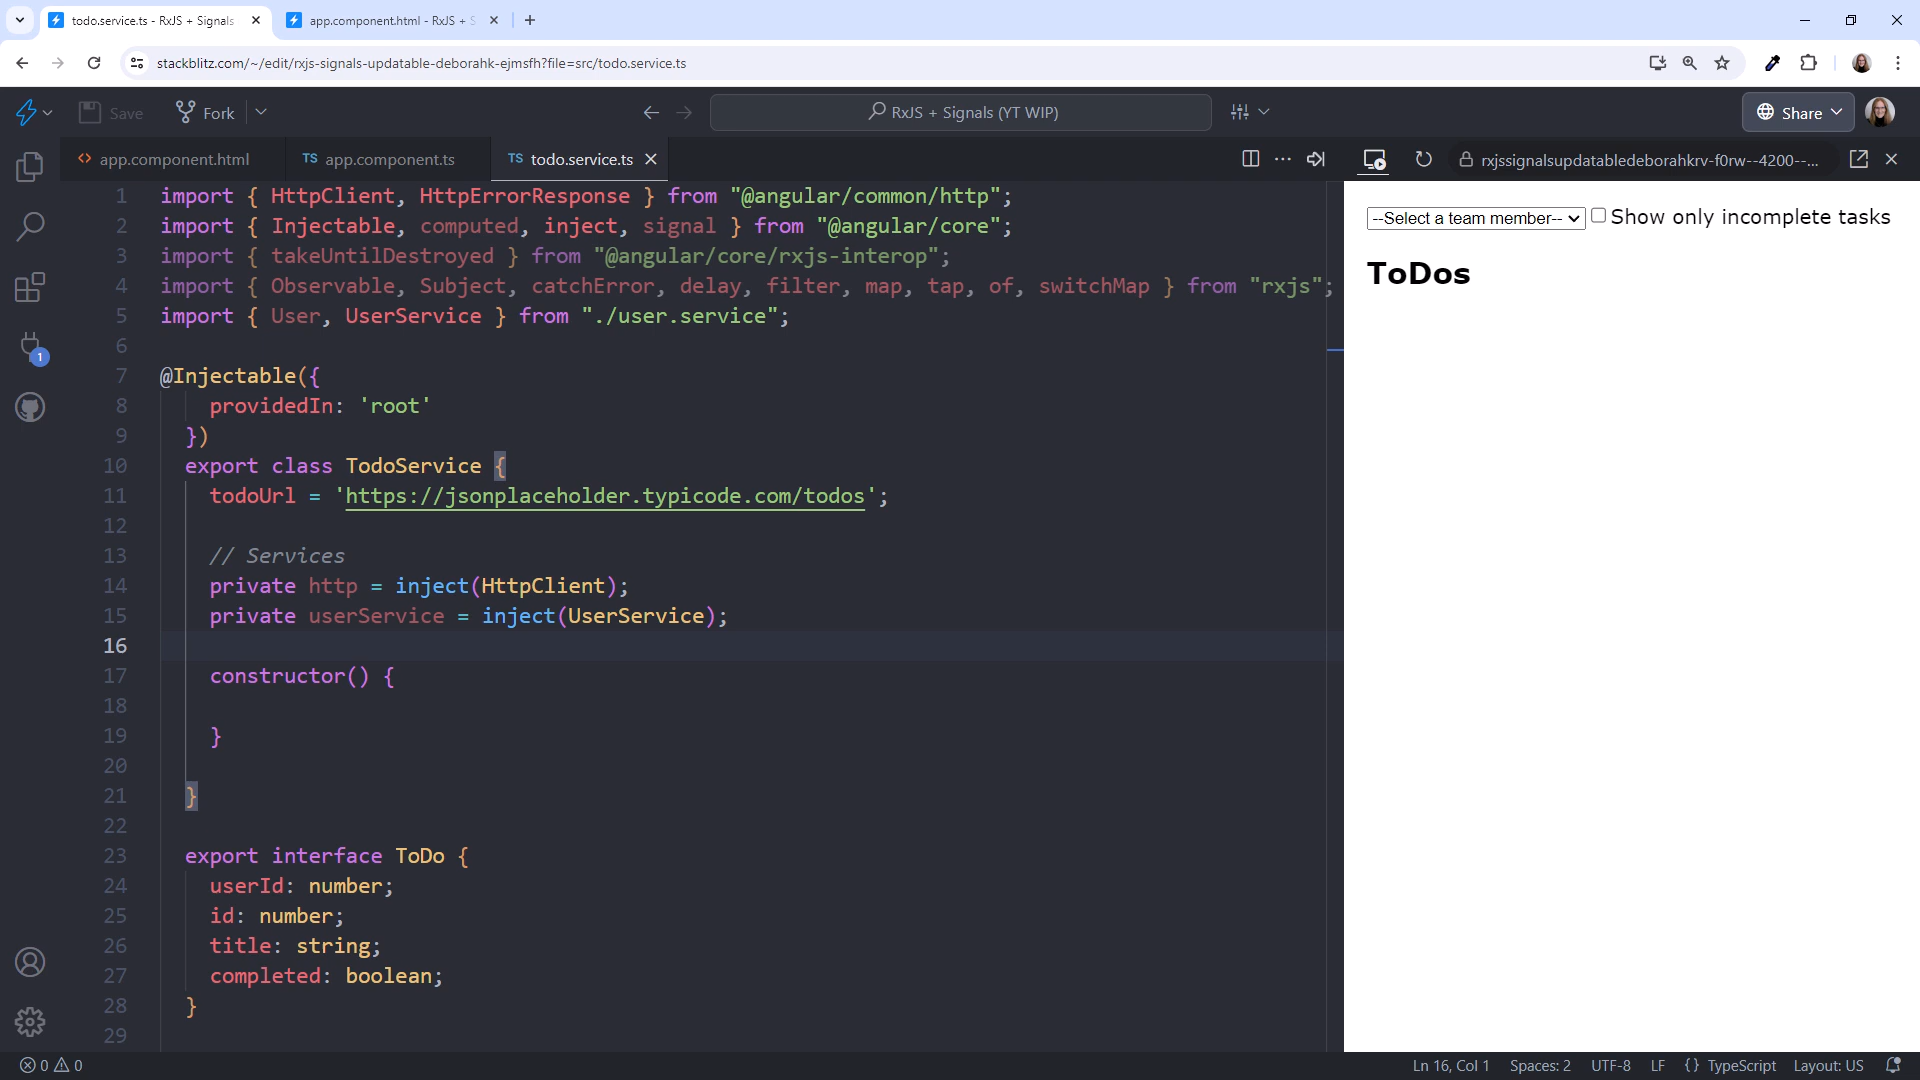 todo.service.ts - RxJS + Signals
app.component.html - RxJS + S
stackblitz.com/~/edit/rxjs-signals-updatable-deborahk-ejmsfh?file=src/todo.service.ts
Save
Fork
RxJS + Signals (YT WIP)
Share
<> app.component.html
TS app.component.ts
TS todo.service.ts
rxjssignalsupdatabledeborahkrv-f0rw--4200--...
1 import { HttpClient, HttpErrorResponse } from "@angular/common/http";
2 import { Injectable, computed, inject, signal } from "@angular/core";
3 import { takeUntilDestroyed } from "@angular/core/rxjs-interop";
4 import { Observable, Subject, catchError, delay, filter, map, tap, of, switchMap } from "rxjs";
5 import { User, UserService } from "./user.service";
6
7 @Injectable({
8 providedIn: 'root'
9 })
10 export class TodoService {
11 todoUrl = 'https://jsonplaceholder.typicode.com/todos';
12
13 // Services
14 private http = inject(HttpClient);
15 private userService = inject(UserService);
16
17 constructor() {
18
19 }
20
21 }
22
23 export interface ToDo {
24 userId: number;
25 id: number;
26 title: string;
27 completed: boolean;
28 }
29
--Select a team member--
Show only incomplete tasks
ToDos
1
0 0
Ln 16, Col 1
Spaces: 2
UTF-8
LF
{} TypeScript
Layout: US